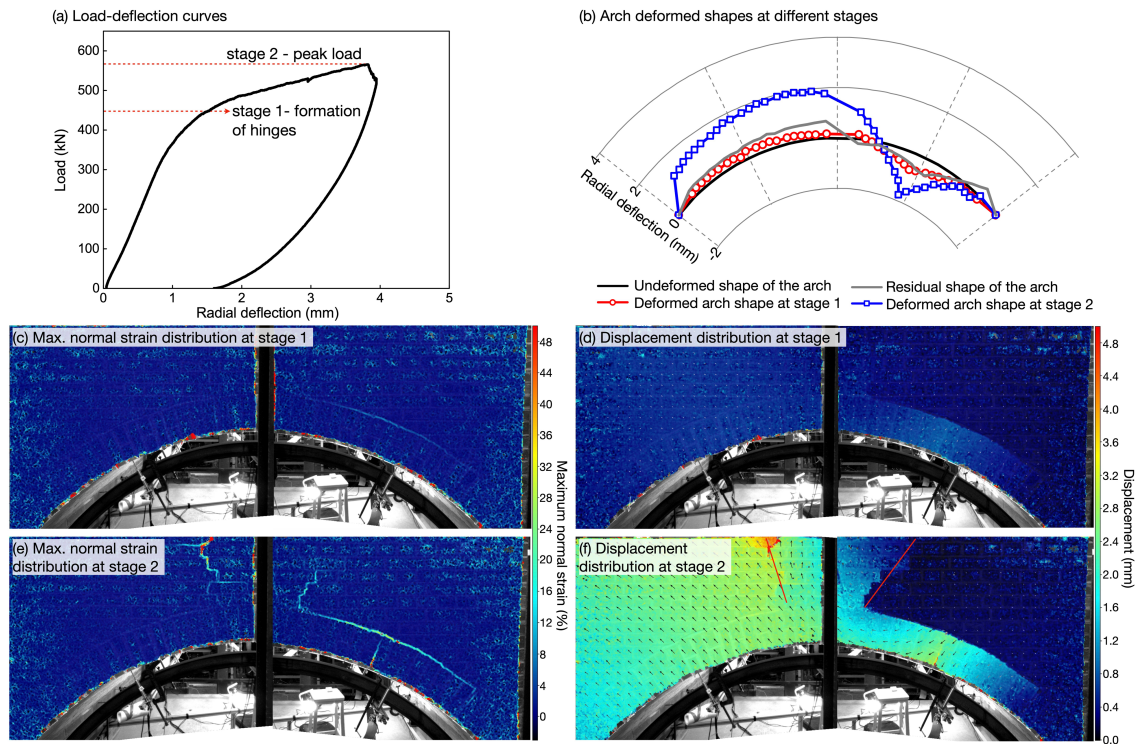 (a) Load-deflection curves
600
500
400
300
200
100
0
Load (kN)
stage 2 - peak load
stage 1- formation
of hinges
0 1 2 3 4 5
Radial deflection (mm)
(b) Arch deformed shapes at different stages
4
2
0
-2
Radial deflection (mm)
Undeformed shape of the arch
Residual shape of the arch
Deformed arch shape at stage 1
Deformed arch shape at stage 2
(c) Max. normal strain distribution at stage 1
(d) Displacement distribution at stage 1
(e) Max. normal strain
distribution at stage 2
(f) Displacement
distribution at stage 2
48
44
40
36
32
28
24
20
16
12
8
4
0
Maximum normal strain (%)
4.8
4.4
4.0
3.6
3.2
2.8
2.4
2.0
1.6
1.2
0.8
0.4
0.0
Displacement (mm)